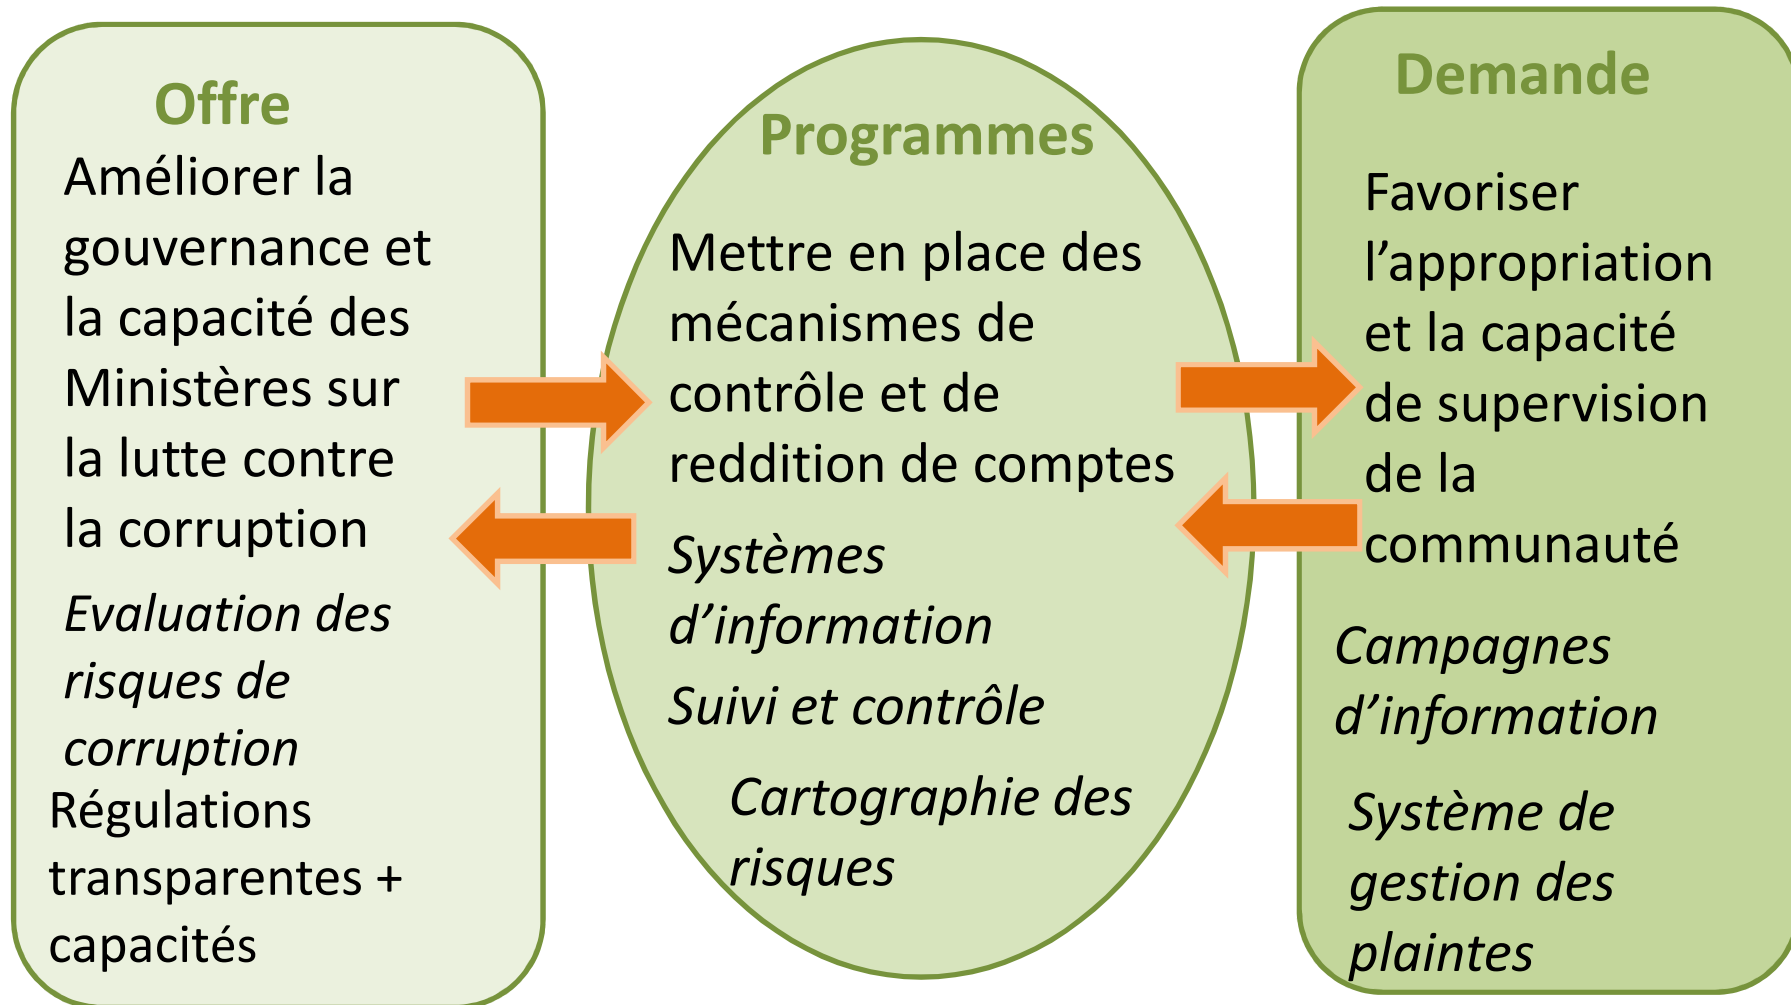 Offre
Améliorer la
gouvernance et
la capacité des
Ministères sur
la lutte contre
la corruption
Evaluation des
risques de
corruption
Régulations
transparentes +
capacités
Programmes
Mettre en place des
mécanismes de
contrôle et de
reddition de comptes
Systèmes
d’information
Suivi et contrôle
Cartographie des
risques
Demande
Favoriser
l’appropriation
et la capacité
de supervision
de la
communauté
Campagnes
d’information
Système de
gestion des
plaintes